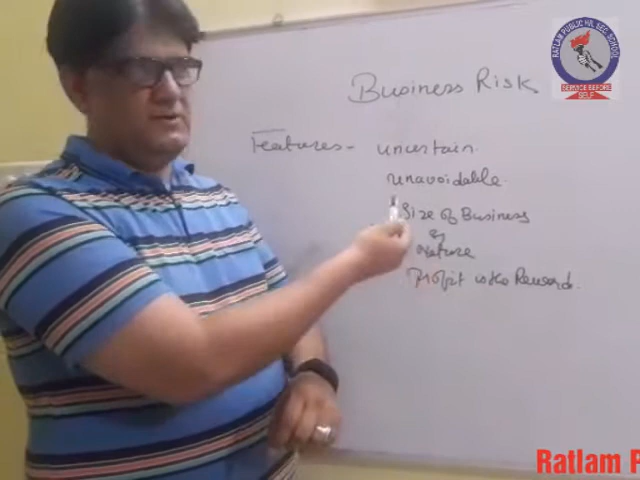 RATLAM PUBLIC H/R. SEC. SCHOOL
SERVICE BEFORE
SELF
Business Risk
Features - uncertain
unavoidable
Size of Business
&
Nature
Profit is the Reward.
Ratlam P